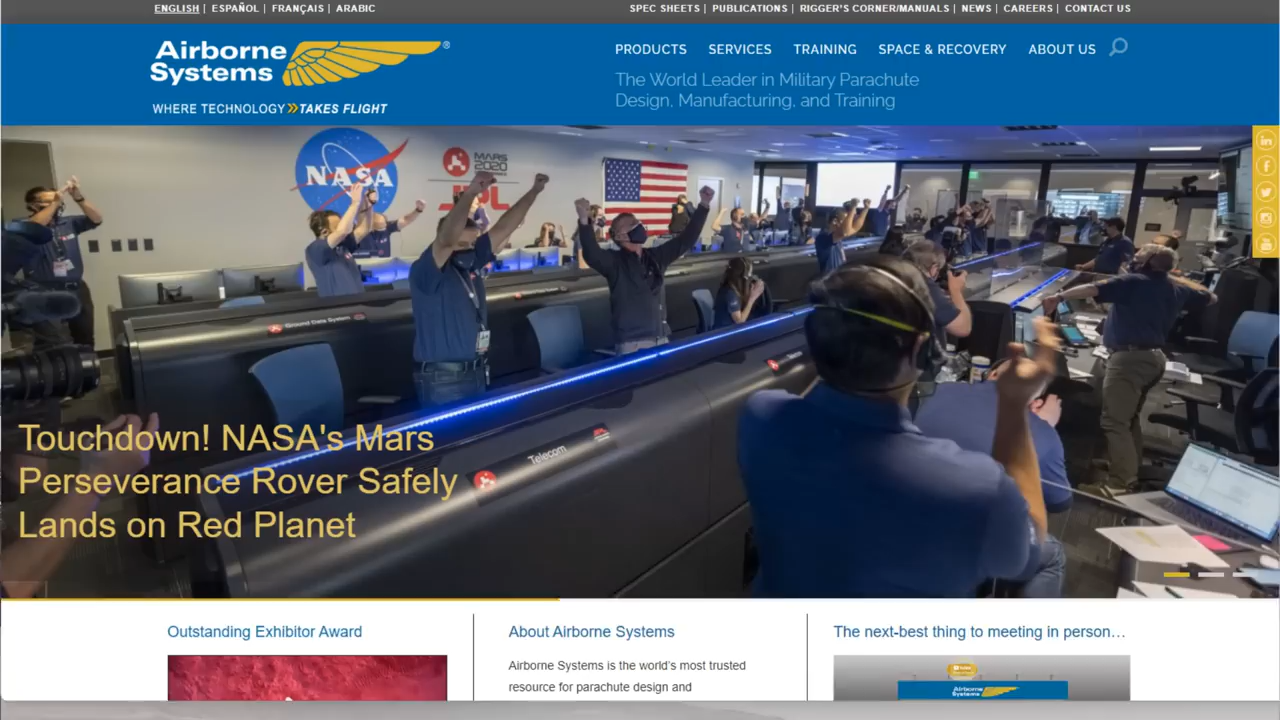 ENGLISH | ESPAÑOL | FRANÇAIS | ARABIC
SPEC SHEETS | PUBLICATIONS | RIGGER'S CORNER/MANUALS | NEWS | CAREERS | CONTACT US
Airborne
Systems
®
WHERE TECHNOLOGY»TAKES FLIGHT
PRODUCTS SERVICES TRAINING SPACE & RECOVERY ABOUT US
The World Leader in Military Parachute
Design, Manufacturing, and Training
NASA
MARS
2020
JPL
Ground Data System
Telecom
Touchdown! NASA's Mars
Perseverance Rover Safely
Lands on Red Planet
Outstanding Exhibitor Award
About Airborne Systems
Airborne Systems is the world's most trusted
resource for parachute design and
The next-best thing to meeting in person…
Airborne
Systems